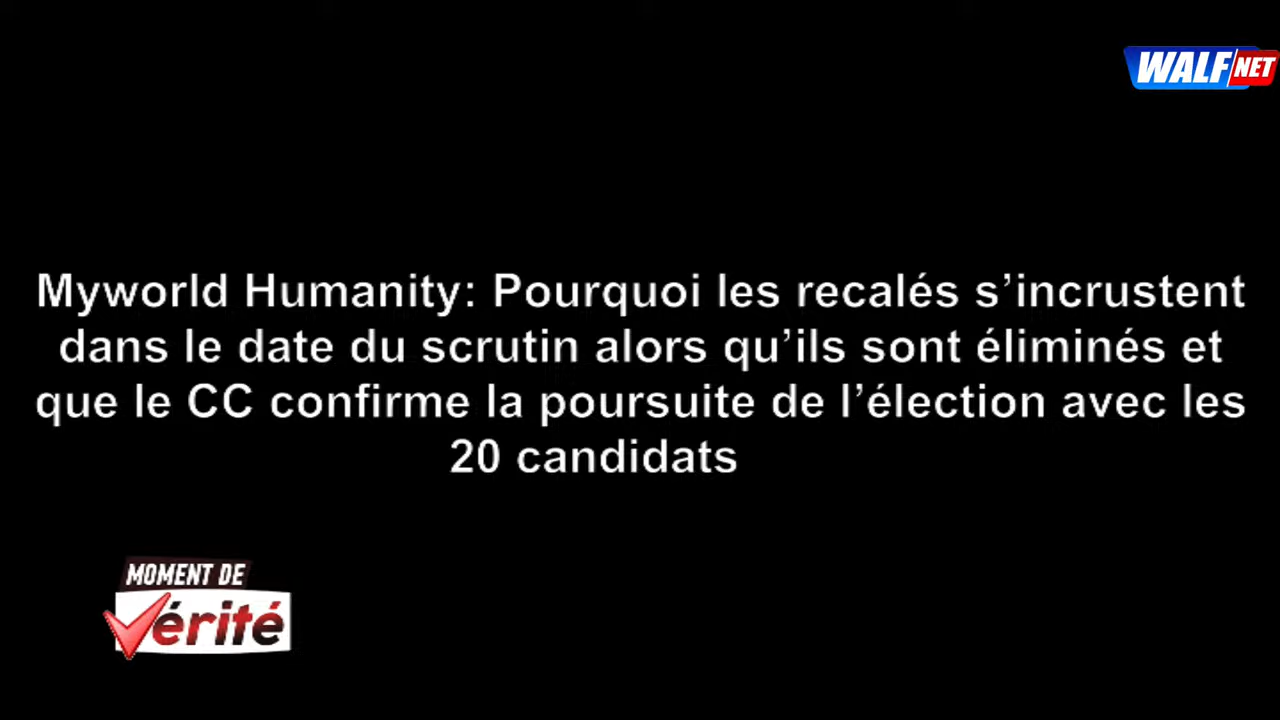 WALF NET
Myworld Humanity: Pourquoi les recalés s’incrustent
dans le date du scrutin alors qu’ils sont éliminés et
que le CC confirme la poursuite de l’élection avec les
20 candidats
MOMENT DE
Vérité